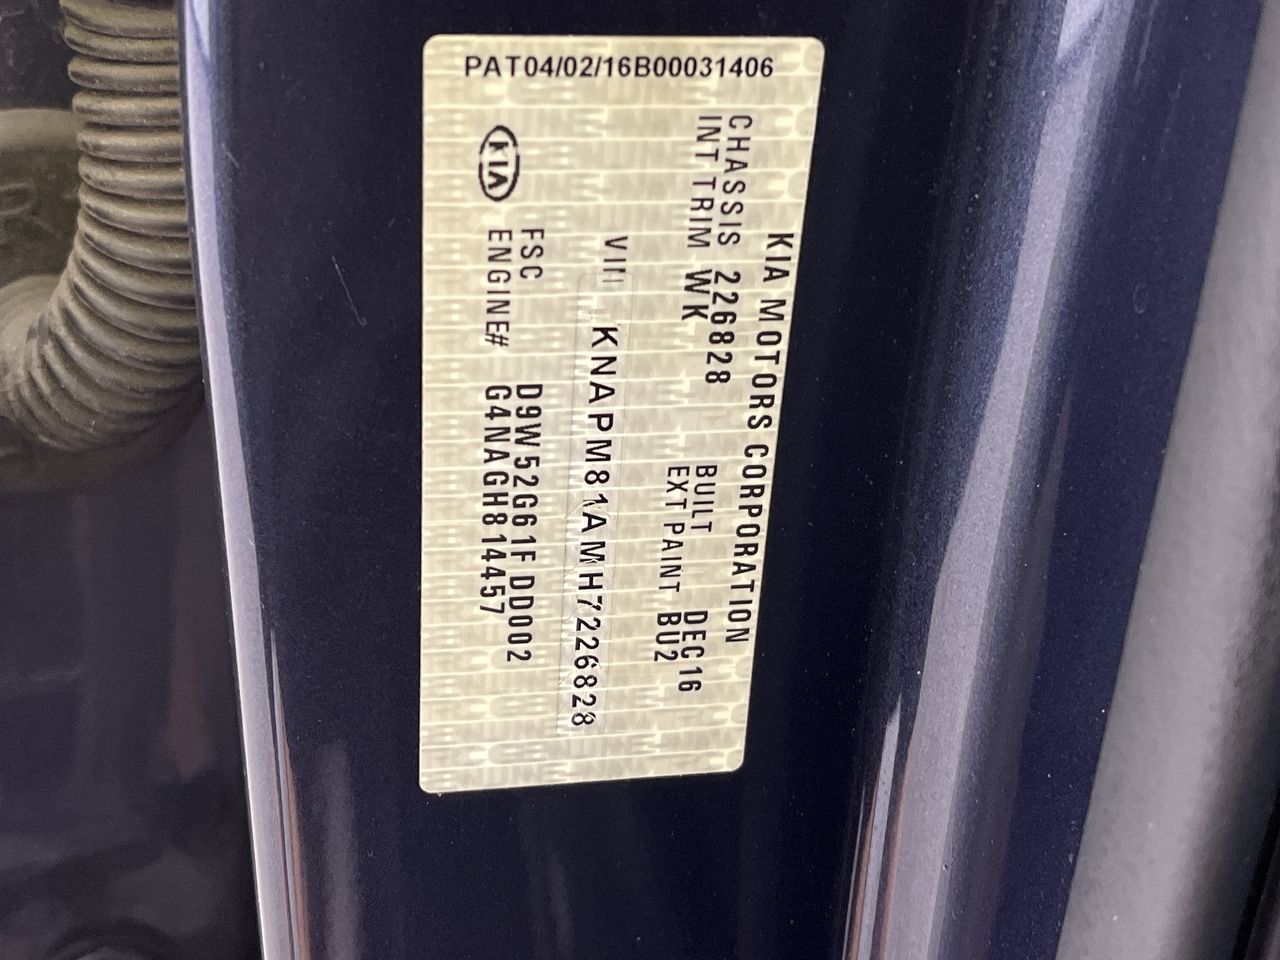 PAT04/02/16B00031406
KIA MOTORS CORPORATION
CHASSIS 226828 BUILT DEC16
INT TRIM WK EXT PAINT BU2
VIN KNAPM81AMH7226828
FSC D9W52G61F DD002
ENGINE# G4NAGH814457
KIA